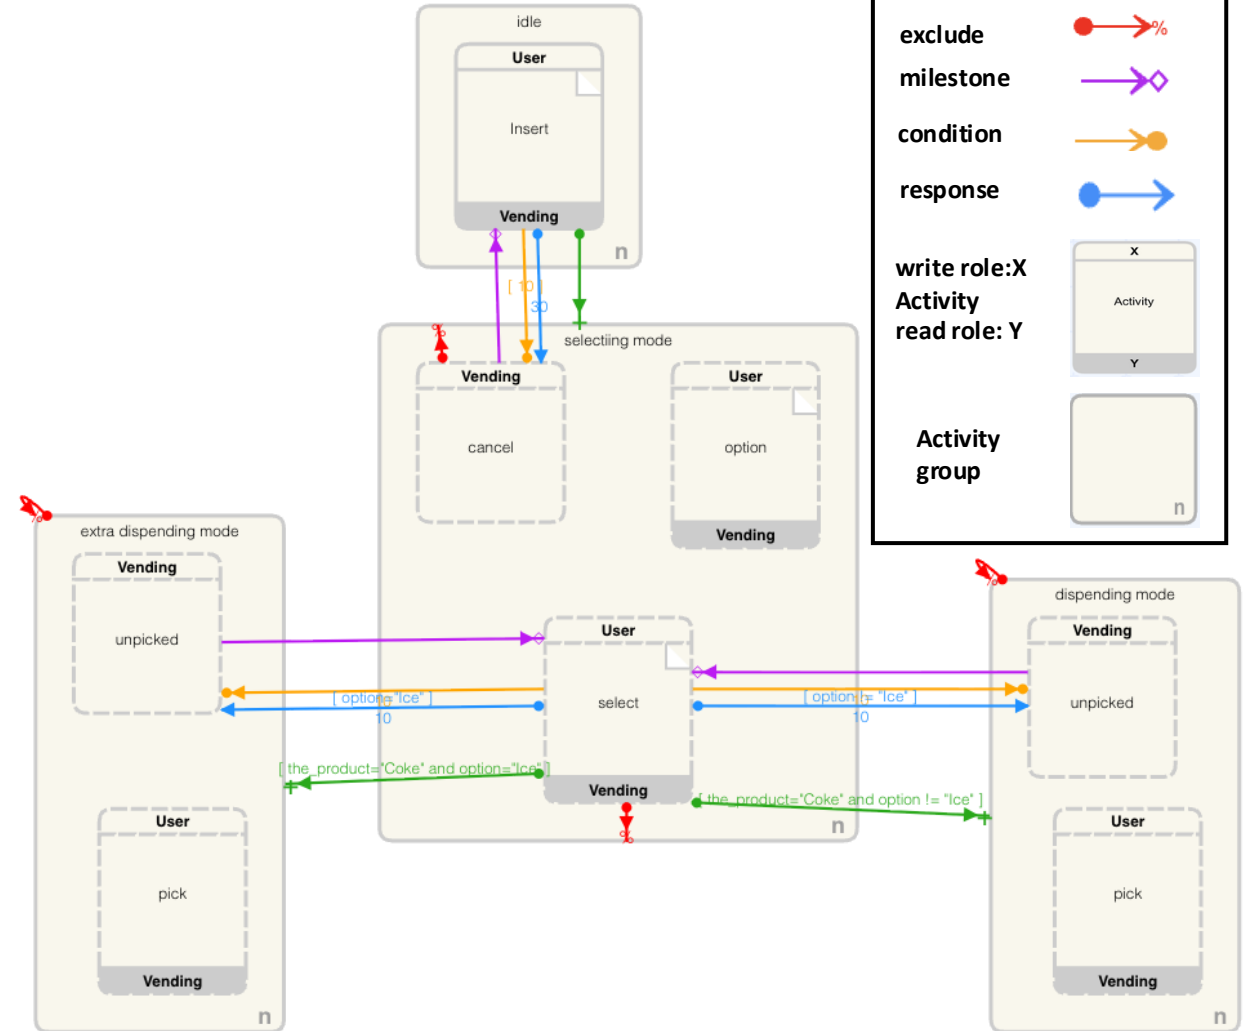 idle
User
Insert
Vending
n
[ 10 ]
30
%
selectiing mode
Vending
cancel
User
option
Vending
User
select
Vending
%
n
%
extra dispending mode
Vending
unpicked
User
pick
Vending
n
[ option="Ice" ]
10
[ the_product="Coke" and option="Ice" ]
[ option != "Ice" ]
10
[ the_product="Coke" and option != "Ice" ]
%
dispending mode
Vending
unpicked
User
pick
Vending
n
exclude
%
milestone
condition
response
write role:X
Activity
read role: Y
X
Activity
Y
Activity
group
n